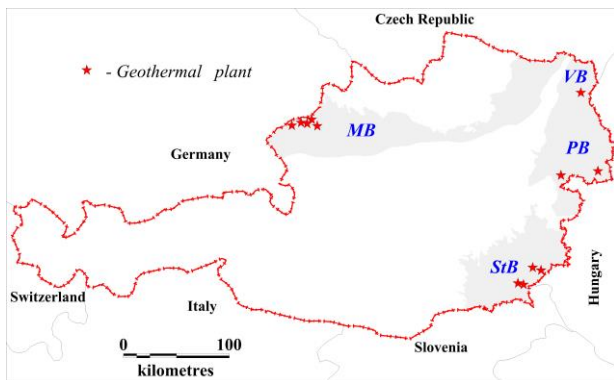 Czech Republic
- Geothermal plant
VB
MB
PB
Germany
StB
Hungary
Switzerland
Italy
Slovenia
0 100
kilometres